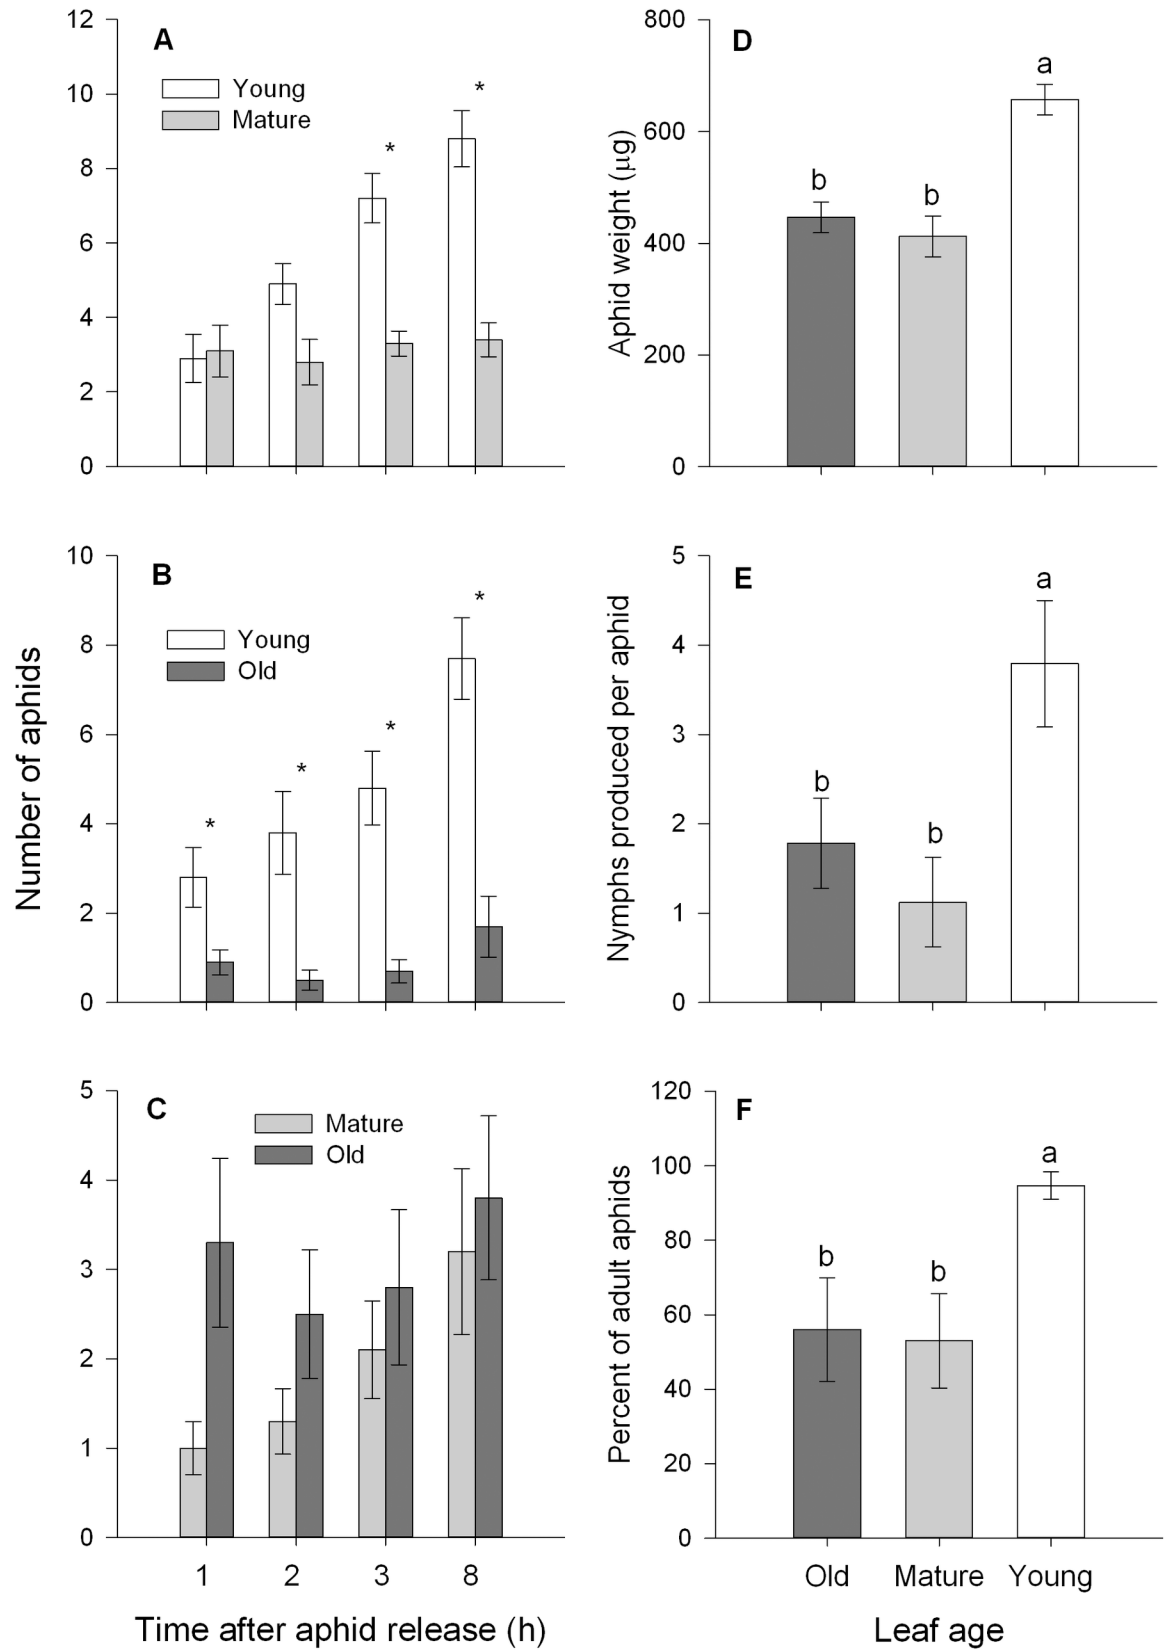 A
Young
Mature
12
10
8
6
4
2
0
*
*
B
Young
Old
10
8
6
4
2
0
*
*
*
*
Number of aphids
C
Mature
Old
5
4
3
2
1
0
1 2 3 8
Time after aphid release (h)
D
800
600
400
200
0
b
b
a
Aphid weight (µg)
E
5
4
3
2
1
0
b
b
a
Nymphs produced per aphid
F
120
100
80
60
40
20
0
b
b
a
Percent of adult aphids
Old Mature Young
Leaf age